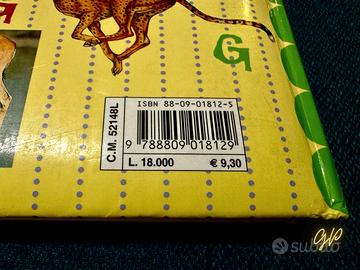 G
ISBN 88-09-01812-5
C.M. 52148L
9 788809 018129
L. 18.000 € 9,30
subito